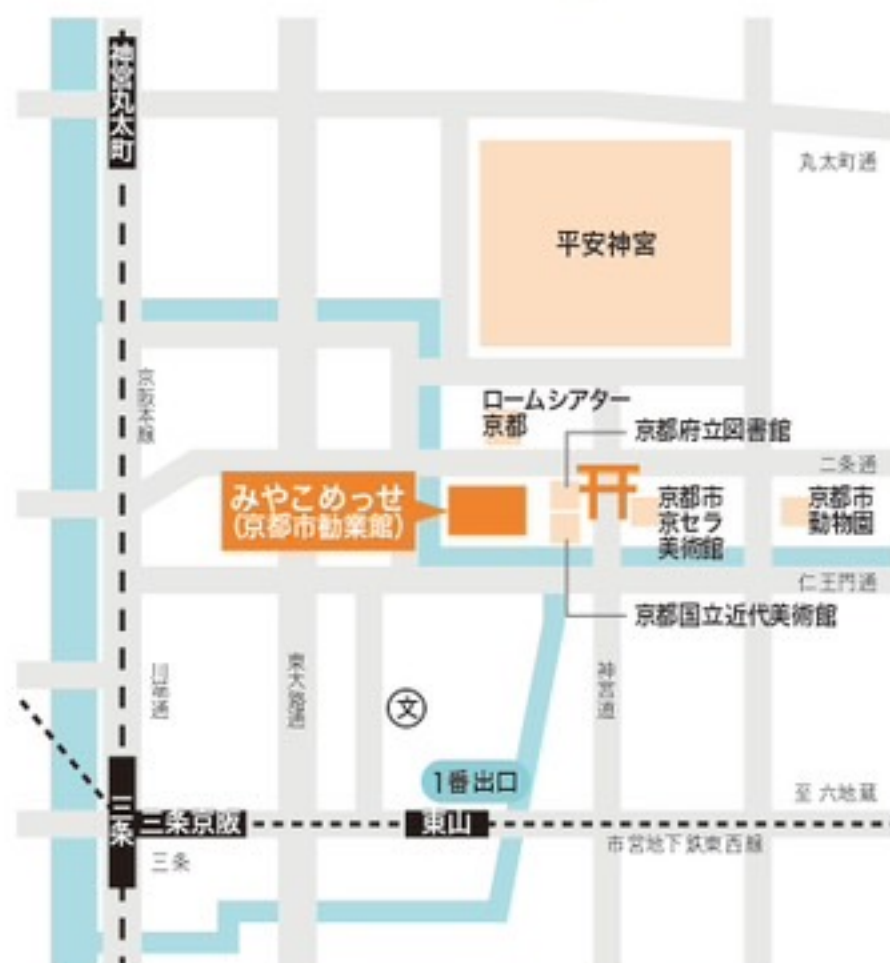 神宮丸太町
丸太町通
平安神宮
京阪本線
ロームシアター
京都
京都府立図書館
二条通
みやこめっせ
(京都市勧業館)
京都市
京セラ
美術館
京都市
動物園
仁王門通
京都国立近代美術館
川端通
東大路通
神宮道
文
1番出口
至 六地蔵
三条
三条京阪
東山
市営地下鉄東西線
三条